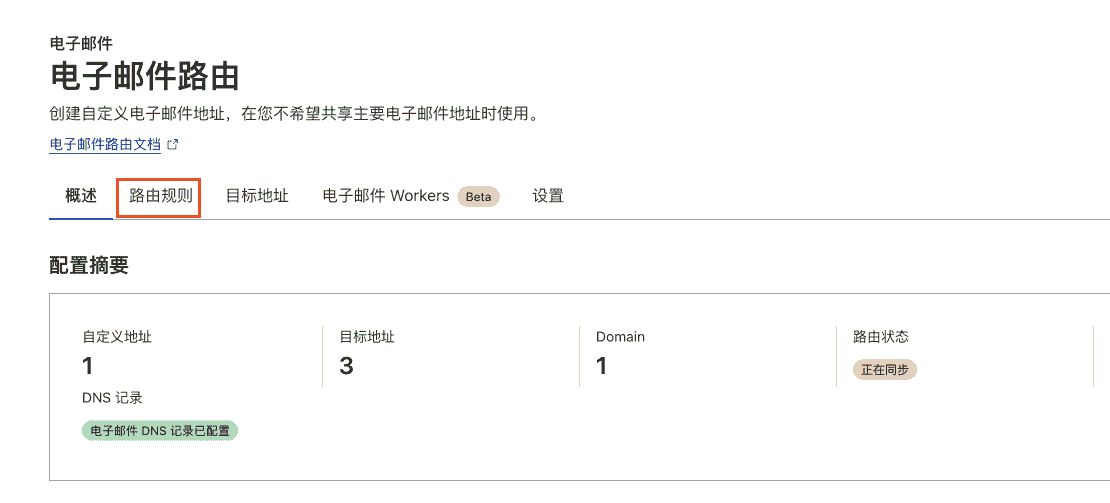 电子邮件
电子邮件路由
创建自定义电子邮件地址，在您不希望共享主要电子邮件地址时使用。
电子邮件路由文档
概述 路由规则 目标地址 电子邮件 Workers Beta 设置
配置摘要
自定义地址 目标地址 Domain 路由状态
1 3 1 正在同步
DNS 记录
电子邮件 DNS 记录已配置